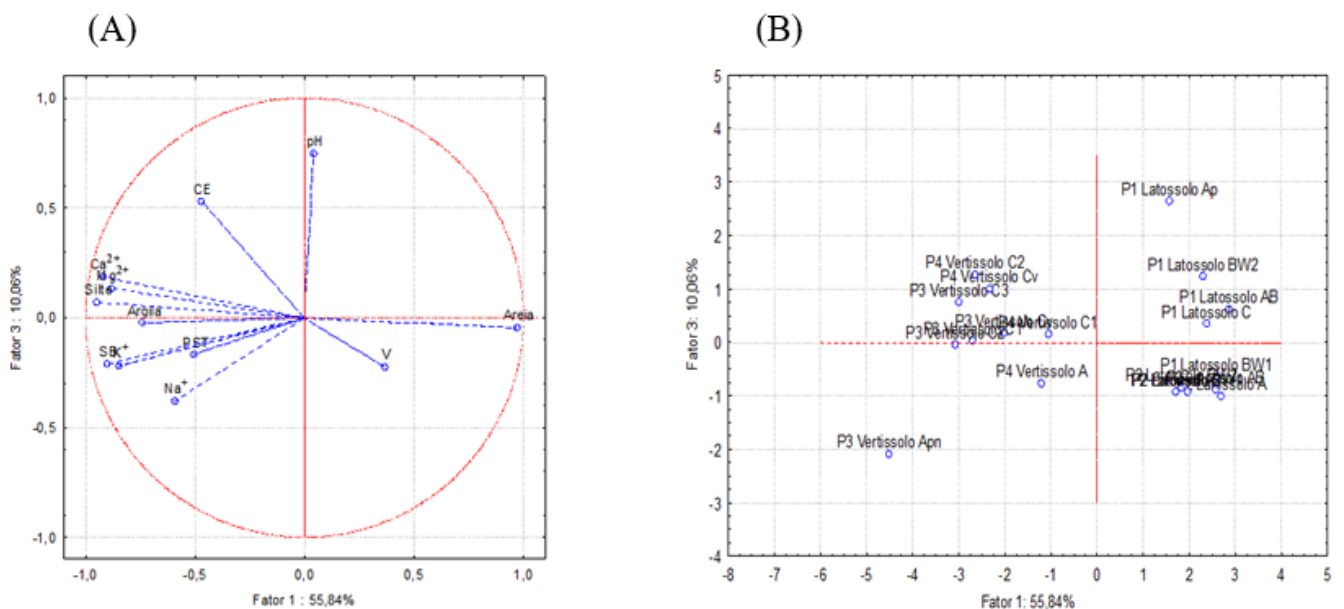 (A)
(B)
1,0
0,5
0,0
-0,5
-1,0
Fator 3 : 10,06%
pH
CE
Ca2+
Mg2+
Silte
Argila
Areia
SB
K+
PST
V
Na+
-1,0
-0,5
0,0
0,5
1,0
Fator 1 : 55,84%
5
4
3
2
1
0
-1
-2
-3
-4
Fator 3: 10,06%
P1 Latossolo Ap
P4 Vertissolo C2
P1 Latossolo BW2
P4 Vertissolo Cv
P3 Vertissolo C3
P1 Latossolo AB
P1 Latossolo C
P4 Vertissolo C1
P1 Latossolo BW1
P4 Vertissolo A
P3 Vertissolo Apn
-8
-7
-6
-5
-4
-3
-2
-1
0
1
2
3
4
5
Fator 1: 55,84%